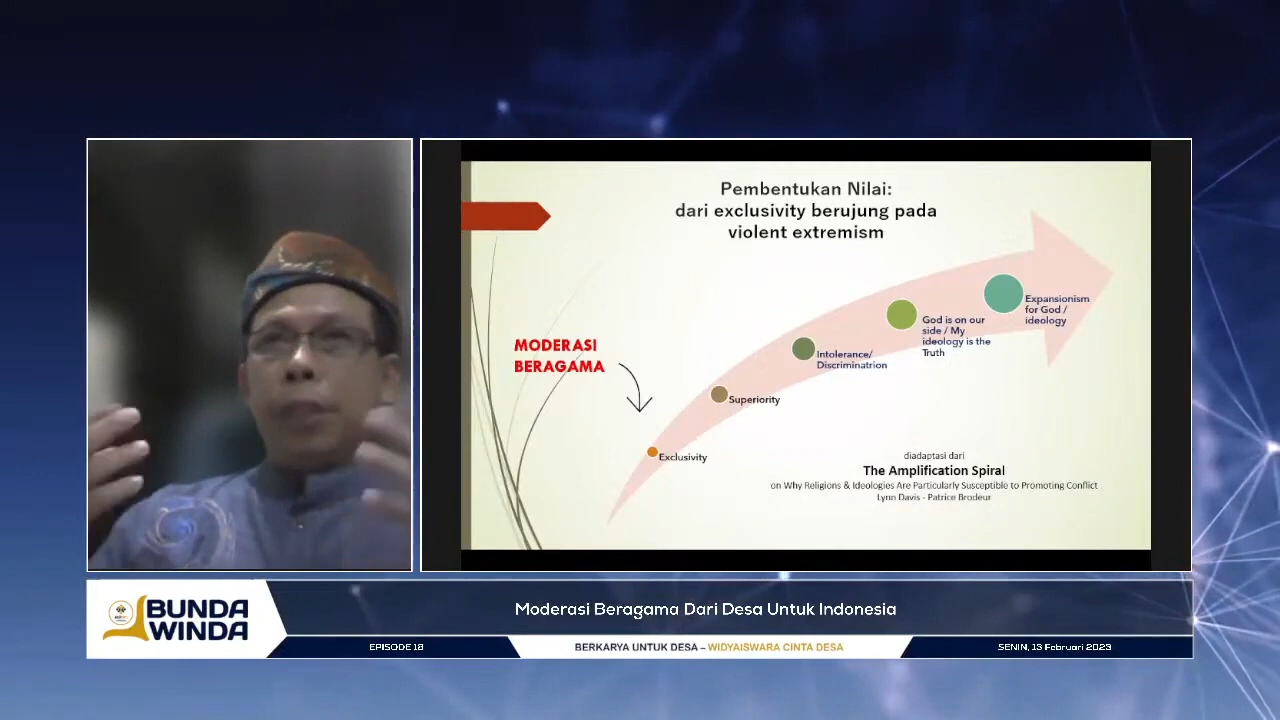 Pembentukan Nilai:
dari exclusivity berujung pada
violent extremism
MODERASI
BERAGAMA
Expansionism
for God /
ideology
God is on our
side / My
ideology is the
Truth
Intolerance/
Discriminatrion
Superiority
Exclusivity
diadaptasi dari
The Amplification Spiral
on Why Religions & Ideologies Are Particularly Susceptible to Promoting Conflict
Lynn Davis - Patrice Brodeur
BUNDA
WINDA
Moderasi Beragama Dari Desa Untuk Indonesia
EPISODE 18
BERKARYA UNTUK DESA – WIDYAISWARA CINTA DESA
SENIN, 13 Februari 2023